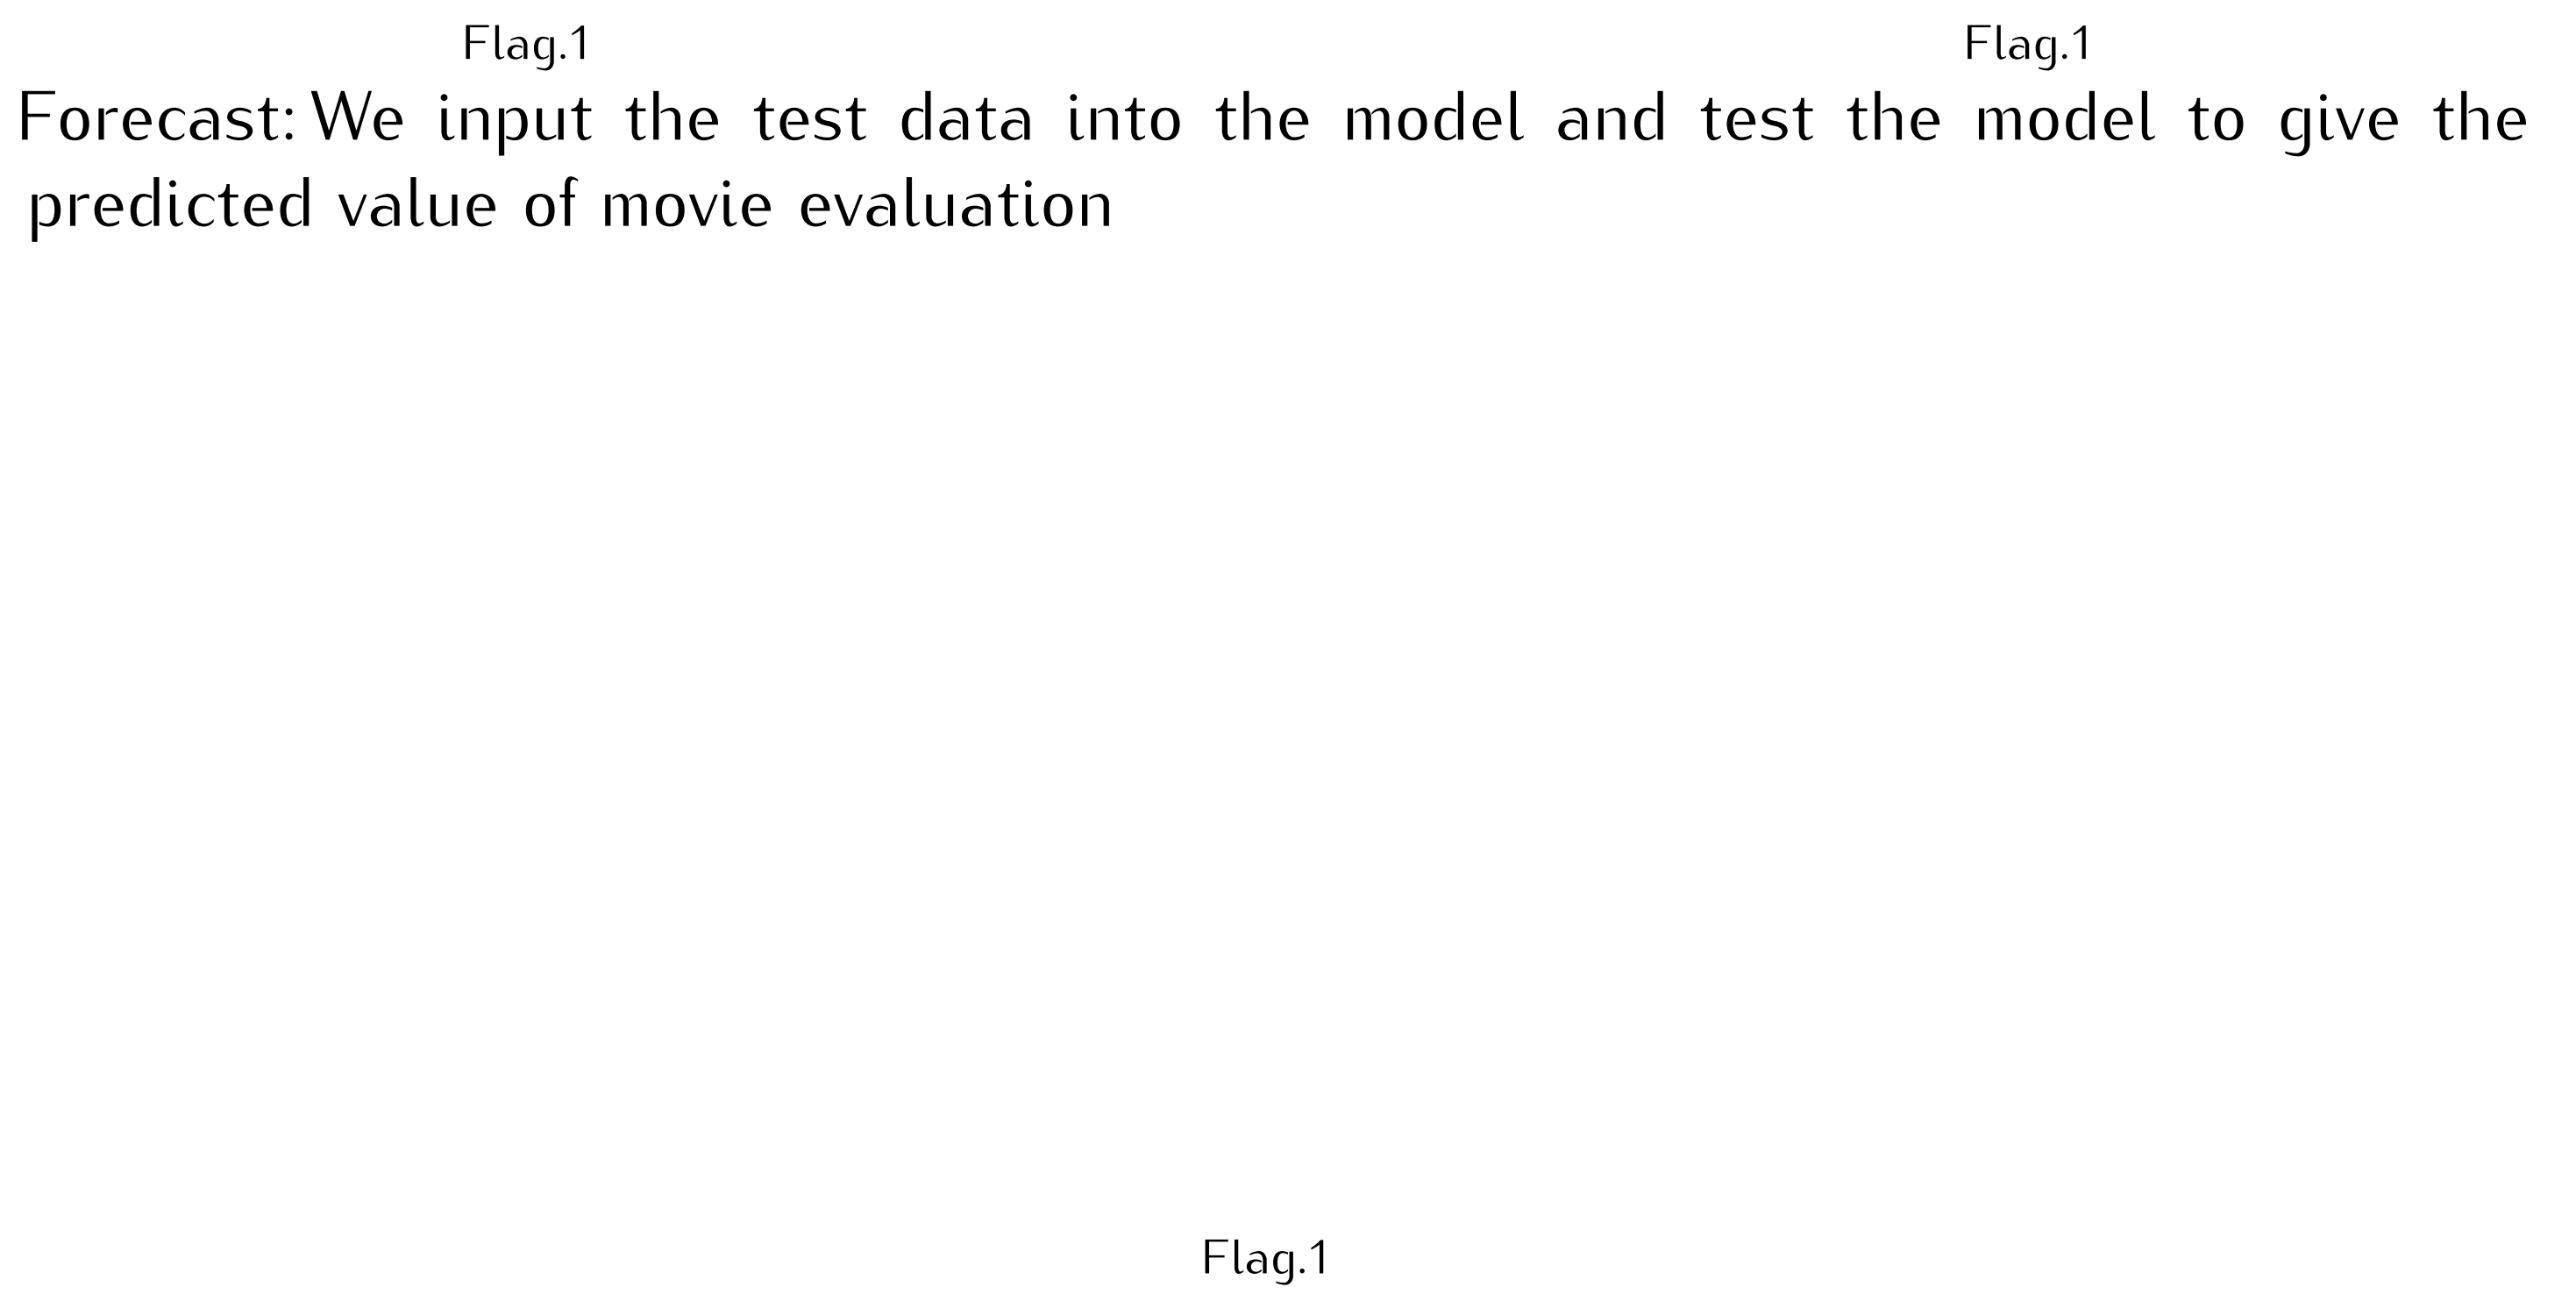 Flag.1 Flag.1
Forecast: We input the test data into the model and test the model to give the
predicted value of movie evaluation
Flag.1